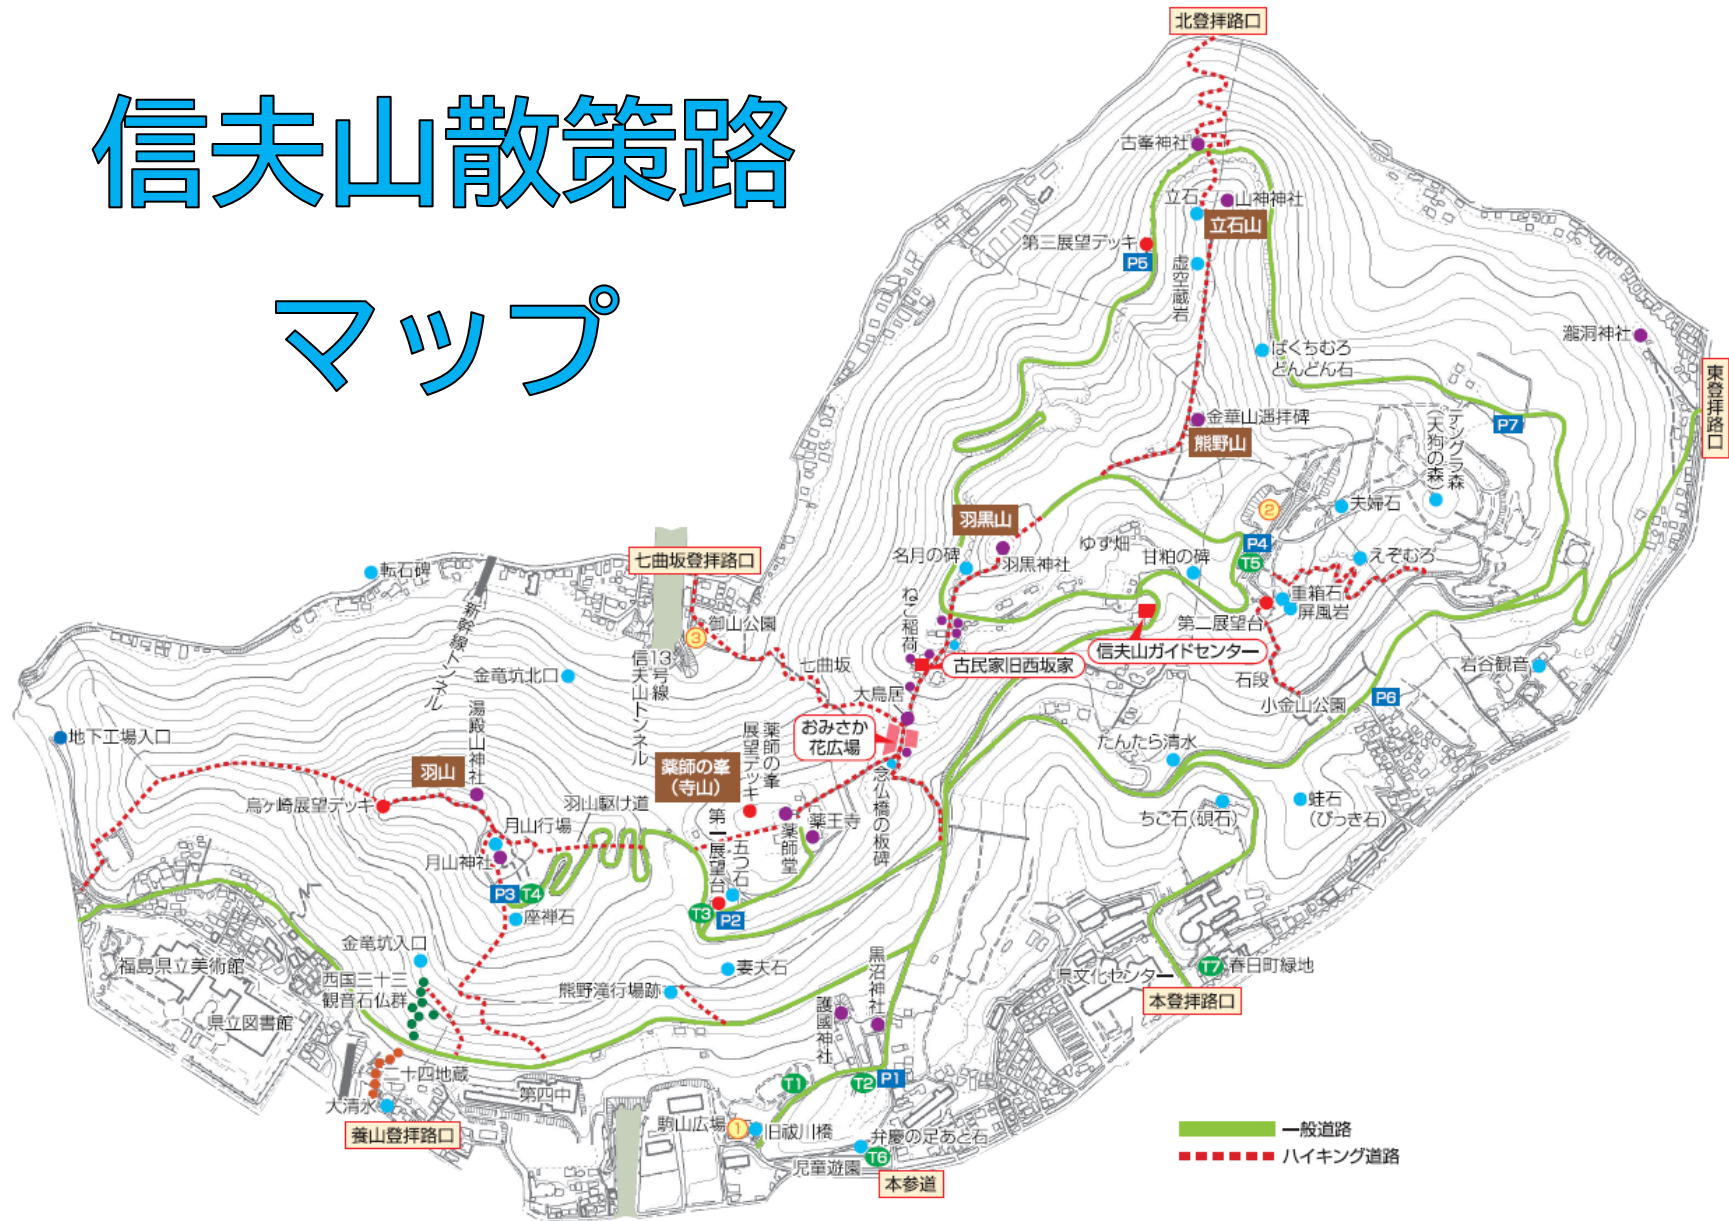 信夫山散策路
マップ
北登拝路口
古峯神社
立石
山神神社
立石山
第三展望デッキ
P5
虚空蔵岩
ばくちむろ
どんどん石
瀧洞神社
東登拝路口
金華山遥拝碑
熊野山
P7
テングラ森
(天狗の森)
夫婦石
②
P4
T5
えぞむろ
羽黒山
ゆず畑
甘粕の碑
名月の碑
羽黒神社
重箱石
屏風岩
第二展望台
ねこ稲荷
信夫山ガイドセンター
古民家旧西坂家
石段
小金山公園
岩谷観音
P6
七曲坂登拝路口
転石碑
新幹線トンネル
③
御山公園
13号線
信夫山トンネル
七曲坂
金竜坑北口
大鳥居
おみさか
花広場
たんたら清水
地下工場入口
湯殿山神社
羽山
薬師の峯
(寺山)
薬師の峯
展望デッキ
念仏橋の板碑
烏ヶ崎展望デッキ
羽山駆け道
月山行場
月山神社
第一展望台
五つ石
薬師堂
薬王寺
ちご石(硯石)
蛙石
(びっき石)
P3
T4
座禅石
T3
P2
金竜坑入口
福島県立美術館
西国三十三
観音石仏群
県立図書館
妻夫石
熊野滝行場跡
黒沼神社
護國神社
県文化センター
T7
春日町緑地
本登拝路口
二十四地蔵
大清水
養山登拝路口
第四中
T1
T2
P1
駒山広場
①
旧祓川橋
弁慶の足あと石
児童遊園
T6
本参道
一般道路
ハイキング道路